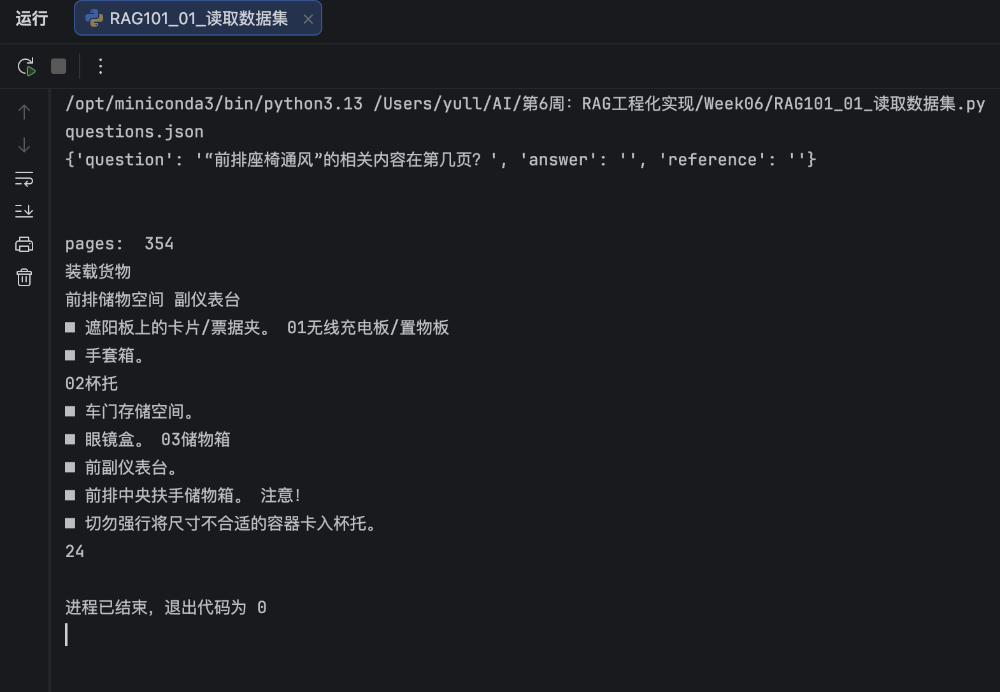 运行 RAG101_01_读取数据集
/opt/miniconda3/bin/python3.13 /Users/yull/AI/第6周：RAG工程化实现/Week06/RAG101_01_读取数据集.py
questions.json
{'question': '“前排座椅通风”的相关内容在第几页？', 'answer': '', 'reference': ''}
pages:  354
装载货物
前排储物空间 副仪表台
■ 遮阳板上的卡片/票据夹。 01无线充电板/置物板
■ 手套箱。
02杯托
■ 车门存储空间。
■ 眼镜盒。 03储物箱
■ 前副仪表台。
■ 前排中央扶手储物箱。 注意！
■ 切勿强行将尺寸不合适的容器卡入杯托。
24
进程已结束，退出代码为 0